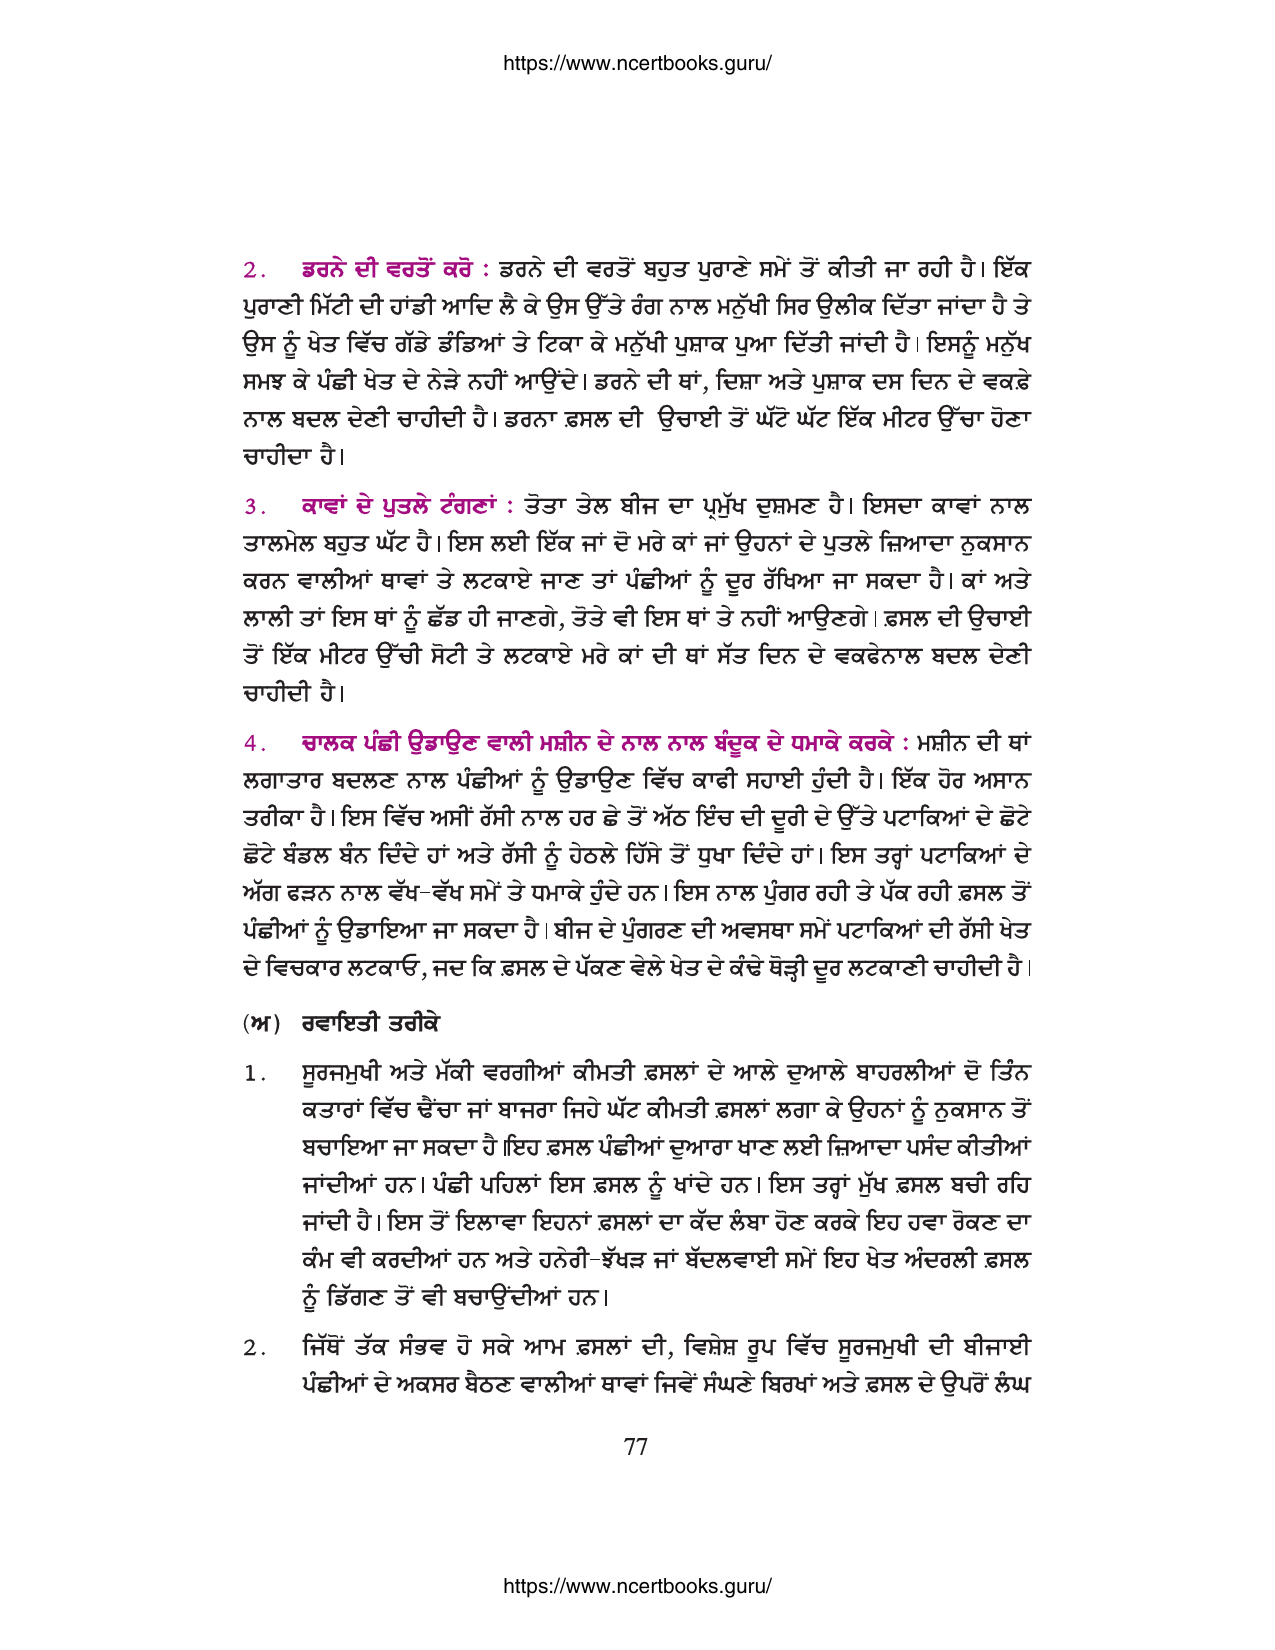 https://www.ncertbooks.guru/
2. ਡਰਨੇ ਦੀ ਵਰਤੋਂ ਕਰੋ : ਡਰਨੇ ਦੀ ਵਰਤੋਂ ਬਹੁਤ ਪੁਰਾਣੇ ਸਮੇਂ ਤੋਂ ਕੀਤੀ ਜਾ ਰਹੀ ਹੈ। ਇੱਕ
ਪੁਰਾਣੀ ਮਿੱਟੀ ਦੀ ਹਾਂਡੀ ਆਦਿ ਲੈ ਕੇ ਉਸ ਉੱਤੇ ਰੰਗ ਨਾਲ ਮਨੁੱਖੀ ਸਿਰ ਉਲੀਕ ਦਿੱਤਾ ਜਾਂਦਾ ਹੈ ਤੇ
ਉਸ ਨੂੰ ਖੇਤ ਵਿੱਚ ਗੱਡੇ ਡੰਡਿਆਂ ਤੇ ਟਿਕਾ ਕੇ ਮਨੁੱਖੀ ਪੁਸ਼ਾਕ ਪੁਆ ਦਿੱਤੀ ਜਾਂਦੀ ਹੈ। ਇਸਨੂੰ ਮਨੁੱਖ
ਸਮਝ ਕੇ ਪੰਛੀ ਖੇਤ ਦੇ ਨੇੜੇ ਨਹੀਂ ਆਉਂਦੇ। ਡਰਨੇ ਦੀ ਥਾਂ, ਦਿਸ਼ਾ ਅਤੇ ਪੁਸ਼ਾਕ ਦਸ ਦਿਨ ਦੇ ਵਕਫ਼ੇ
ਨਾਲ ਬਦਲ ਦੇਣੀ ਚਾਹੀਦੀ ਹੈ। ਡਰਨਾ ਫ਼ਸਲ ਦੀ ਉਚਾਈ ਤੋਂ ਘੱਟੋ ਘੱਟ ਇੱਕ ਮੀਟਰ ਉੱਚਾ ਹੋਣਾ
ਚਾਹੀਦਾ ਹੈ।
3. ਕਾਵਾਂ ਦੇ ਪੁਤਲੇ ਟੰਗਣਾਂ : ਤੋਤਾ ਤੇਲ ਬੀਜ ਦਾ ਪ੍ਰਮੁੱਖ ਦੁਸ਼ਮਣ ਹੈ। ਇਸਦਾ ਕਾਵਾਂ ਨਾਲ
ਤਾਲਮੇਲ ਬਹੁਤ ਘੱਟ ਹੈ। ਇਸ ਲਈ ਇੱਕ ਜਾਂ ਦੋ ਮਰੇ ਕਾਂ ਜਾਂ ਉਹਨਾਂ ਦੇ ਪੁਤਲੇ ਜ਼ਿਆਦਾ ਨੁਕਸਾਨ
ਕਰਨ ਵਾਲੀਆਂ ਥਾਵਾਂ ਤੇ ਲਟਕਾਏ ਜਾਣ ਤਾਂ ਪੰਛੀਆਂ ਨੂੰ ਦੂਰ ਰੱਖਿਆ ਜਾ ਸਕਦਾ ਹੈ। ਕਾਂ ਅਤੇ
ਲਾਲੀ ਤਾਂ ਇਸ ਥਾਂ ਨੂੰ ਛੱਡ ਹੀ ਜਾਣਗੇ, ਤੋਤੇ ਵੀ ਇਸ ਥਾਂ ਤੇ ਨਹੀਂ ਆਉਣਗੇ। ਫ਼ਸਲ ਦੀ ਉਚਾਈ
ਤੋਂ ਇੱਕ ਮੀਟਰ ਉੱਚੀ ਸੋਟੀ ਤੇ ਲਟਕਾਏ ਮਰੇ ਕਾਂ ਦੀ ਥਾਂ ਸੱਤ ਦਿਨ ਦੇ ਵਕਫੇਨਾਲ ਬਦਲ ਦੇਣੀ
ਚਾਹੀਦੀ ਹੈ।
4. ਚਾਲਕ ਪੰਛੀ ਉਡਾਉਣ ਵਾਲੀ ਮਸ਼ੀਨ ਦੇ ਨਾਲ ਨਾਲ ਬੰਦੂਕ ਦੇ ਧਮਾਕੇ ਕਰਕੇ : ਮਸ਼ੀਨ ਦੀ ਥਾਂ
ਲਗਾਤਾਰ ਬਦਲਣ ਨਾਲ ਪੰਛੀਆਂ ਨੂੰ ਉਡਾਉਣ ਵਿੱਚ ਕਾਫੀ ਸਹਾਈ ਹੁੰਦੀ ਹੈ। ਇੱਕ ਹੋਰ ਅਸਾਨ
ਤਰੀਕਾ ਹੈ। ਇਸ ਵਿੱਚ ਅਸੀਂ ਰੱਸੀ ਨਾਲ ਹਰ ਛੇ ਤੋਂ ਅੱਠ ਇੰਚ ਦੀ ਦੂਰੀ ਦੇ ਉੱਤੇ ਪਟਾਕਿਆਂ ਦੇ ਛੋਟੇ
ਛੋਟੇ ਬੰਡਲ ਬੰਨ ਦਿੰਦੇ ਹਾਂ ਅਤੇ ਰੱਸੀ ਨੂੰ ਹੇਠਲੇ ਹਿੱਸੇ ਤੋਂ ਧੁਖਾ ਦਿੰਦੇ ਹਾਂ। ਇਸ ਤਰ੍ਹਾਂ ਪਟਾਕਿਆਂ ਦੇ
ਅੱਗ ਫੜਨ ਨਾਲ ਵੱਖ-ਵੱਖ ਸਮੇਂ ਤੇ ਧਮਾਕੇ ਹੁੰਦੇ ਹਨ। ਇਸ ਨਾਲ ਪੁੰਗਰ ਰਹੀ ਤੇ ਪੱਕ ਰਹੀ ਫ਼ਸਲ ਤੋਂ
ਪੰਛੀਆਂ ਨੂੰ ਉਡਾਇਆ ਜਾ ਸਕਦਾ ਹੈ। ਬੀਜ ਦੇ ਪੁੰਗਰਣ ਦੀ ਅਵਸਥਾ ਸਮੇਂ ਪਟਾਕਿਆਂ ਦੀ ਰੱਸੀ ਖੇਤ
ਦੇ ਵਿਚਕਾਰ ਲਟਕਾਓ, ਜਦ ਕਿ ਫ਼ਸਲ ਦੇ ਪੱਕਣ ਵੇਲੇ ਖੇਤ ਦੇ ਕੰਢੇ ਥੋੜ੍ਹੀ ਦੂਰ ਲਟਕਾਣੀ ਚਾਹੀਦੀ ਹੈ।
(ਅ) ਰਵਾਇਤੀ ਤਰੀਕੇ
1. ਸੂਰਜਮੁਖੀ ਅਤੇ ਮੱਕੀ ਵਰਗੀਆਂ ਕੀਮਤੀ ਫ਼ਸਲਾਂ ਦੇ ਆਲੇ ਦੁਆਲੇ ਬਾਹਰਲੀਆਂ ਦੋ ਤਿੰਨ
ਕਤਾਰਾਂ ਵਿੱਚ ਢੈਂਚਾ ਜਾਂ ਬਾਜਰਾ ਜਿਹੇ ਘੱਟ ਕੀਮਤੀ ਫ਼ਸਲਾਂ ਲਗਾ ਕੇ ਉਹਨਾਂ ਨੂੰ ਨੁਕਸਾਨ ਤੋਂ
ਬਚਾਇਆ ਜਾ ਸਕਦਾ ਹੈ।ਇਹ ਫ਼ਸਲ ਪੰਛੀਆਂ ਦੁਆਰਾ ਖਾਣ ਲਈ ਜ਼ਿਆਦਾ ਪਸੰਦ ਕੀਤੀਆਂ
ਜਾਂਦੀਆਂ ਹਨ। ਪੰਛੀ ਪਹਿਲਾਂ ਇਸ ਫ਼ਸਲ ਨੂੰ ਖਾਂਦੇ ਹਨ। ਇਸ ਤਰ੍ਹਾਂ ਮੁੱਖ ਫ਼ਸਲ ਬਚੀ ਰਹਿ
ਜਾਂਦੀ ਹੈ। ਇਸ ਤੋਂ ਇਲਾਵਾ ਇਹਨਾਂ ਫ਼ਸਲਾਂ ਦਾ ਕੱਦ ਲੰਬਾ ਹੋਣ ਕਰਕੇ ਇਹ ਹਵਾ ਰੋਕਣ ਦਾ
ਕੰਮ ਵੀ ਕਰਦੀਆਂ ਹਨ ਅਤੇ ਹਨੇਰੀ-ਝੱਖੜ ਜਾਂ ਬੱਦਲਵਾਈ ਸਮੇਂ ਇਹ ਖੇਤ ਅੰਦਰਲੀ ਫ਼ਸਲ
ਨੂੰ ਡਿੱਗਣ ਤੋਂ ਵੀ ਬਚਾਉਂਦੀਆਂ ਹਨ।
2. ਜਿੱਥੋਂ ਤੱਕ ਸੰਭਵ ਹੋ ਸਕੇ ਆਮ ਫ਼ਸਲਾਂ ਦੀ, ਵਿਸ਼ੇਸ਼ ਰੂਪ ਵਿੱਚ ਸੂਰਜਮੁਖੀ ਦੀ ਬੀਜਾਈ
ਪੰਛੀਆਂ ਦੇ ਅਕਸਰ ਬੈਠਣ ਵਾਲੀਆਂ ਥਾਵਾਂ ਜਿਵੇਂ ਸੰਘਣੇ ਬਿਰਖਾਂ ਅਤੇ ਫ਼ਸਲ ਦੇ ਉਪਰੋਂ ਲੰਘ
77
https://www.ncertbooks.guru/